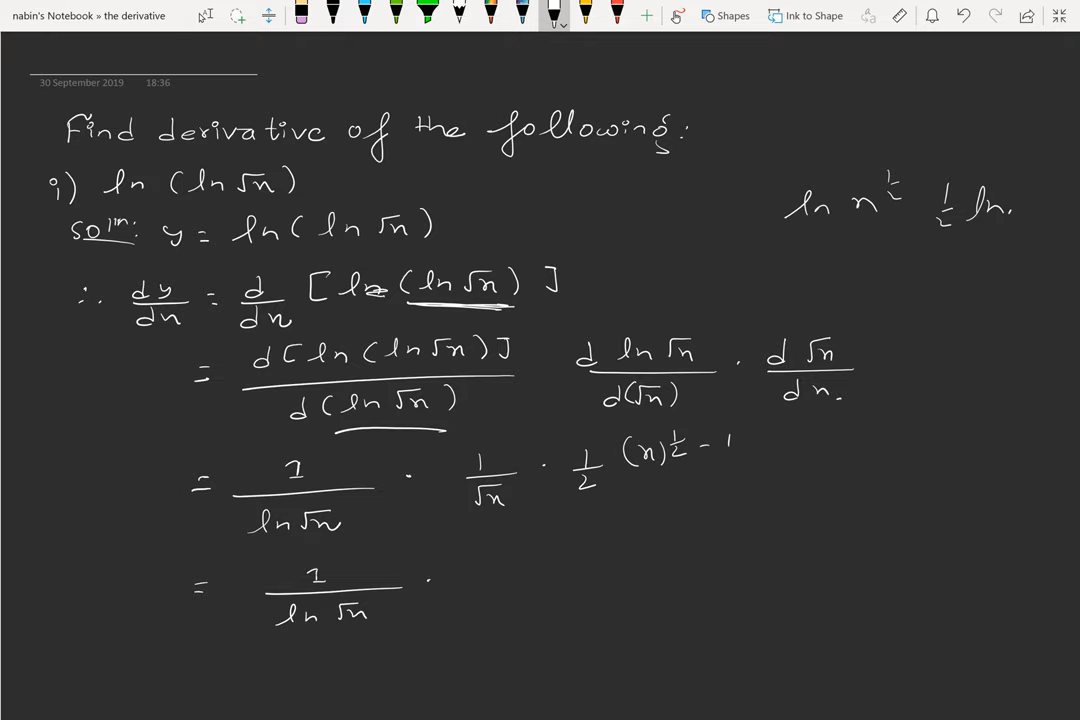 nabin's Notebook » the derivative
Shapes
Ink to Shape
30 September 2019 18:36
Find derivative of the following:
i) ln (ln √x)
Soln: y = ln( ln √x)
ln x^½ ½ ln.
∴ dy/dx = d/dx [ln (ln √x)]
= d[ln(ln√x)]/d(ln √x) d ln √x/d(√x) . d √x/dx.
= 1/ln √x . 1/√x . 1/2 (x)^½ - 1
= 1/ln √x .